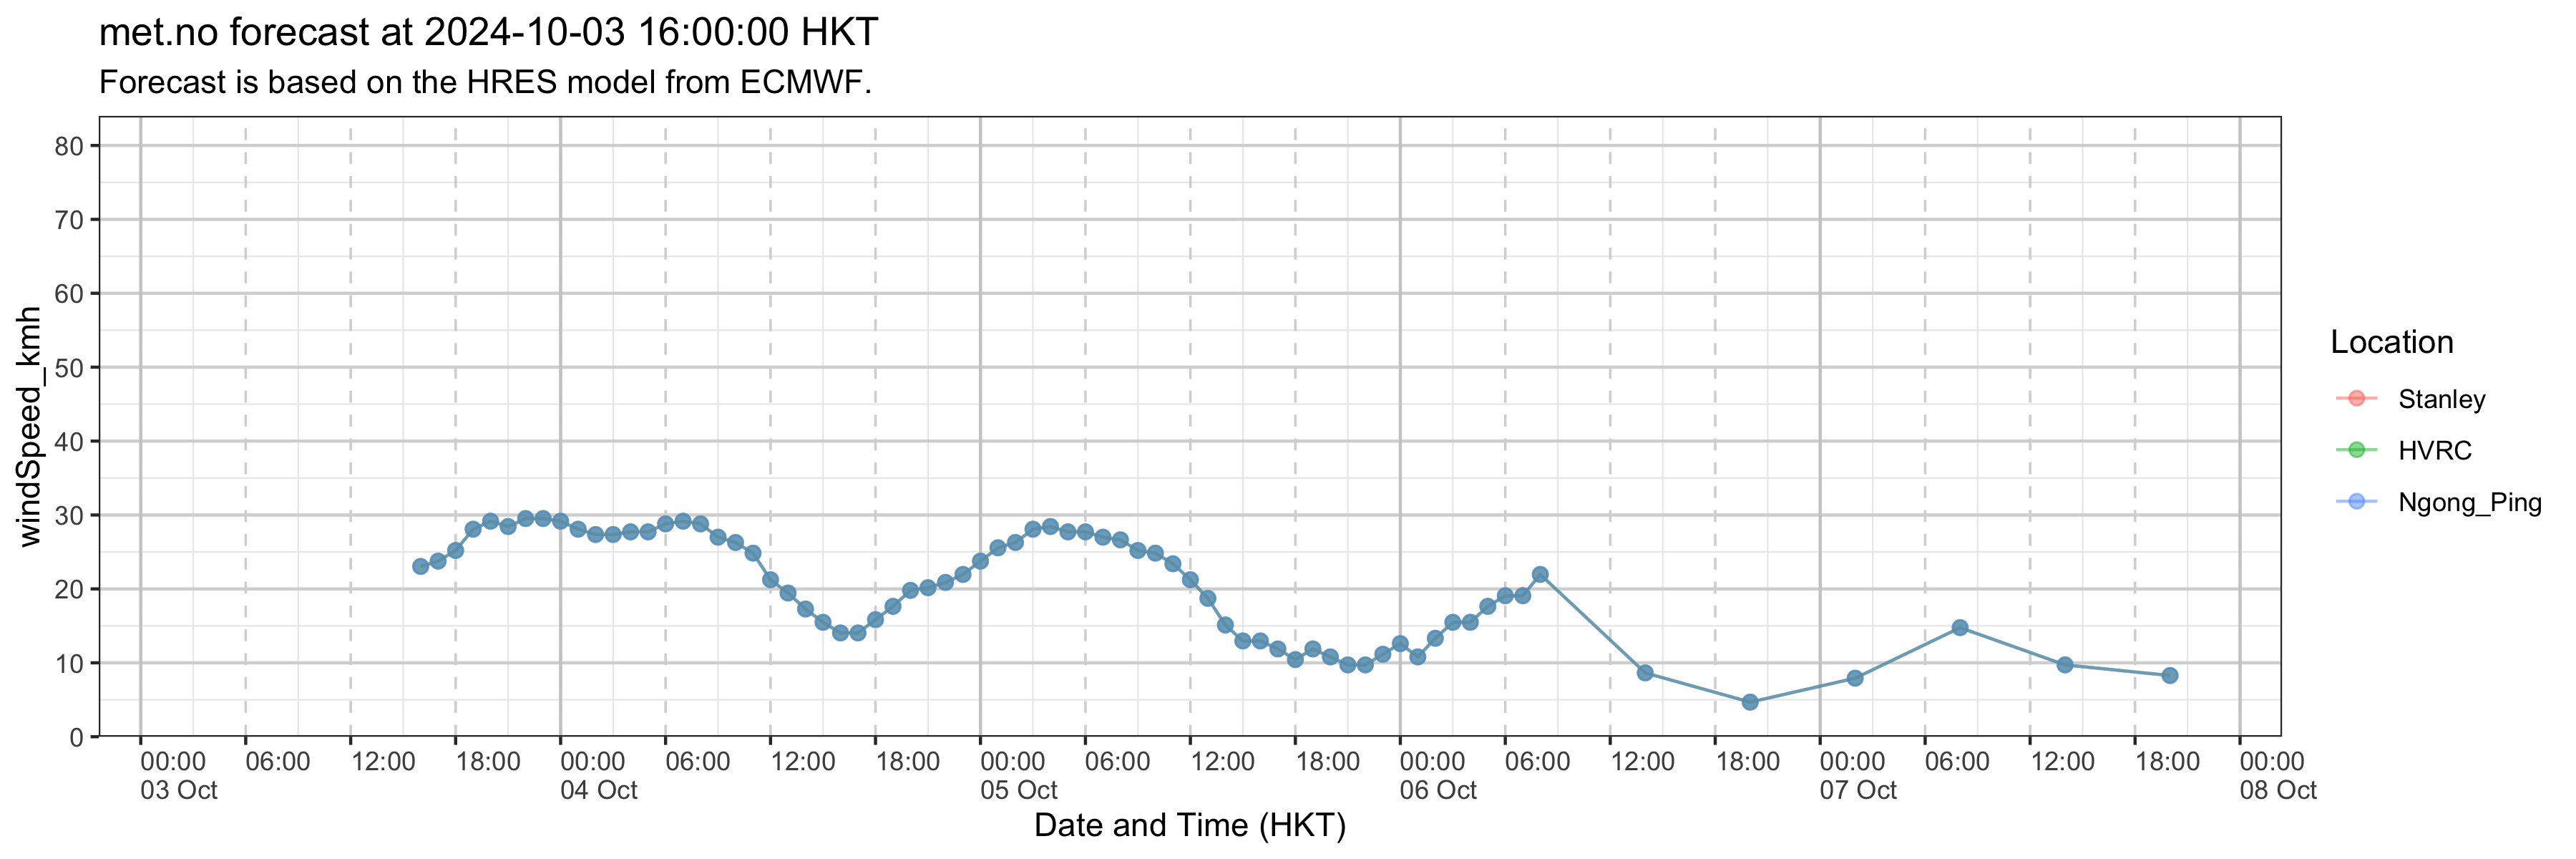 met.no forecast at 2024-10-03 16:00:00 HKT
Forecast is based on the HRES model from ECMWF.
windSpeed_kmh
80
70
60
50
40
30
20
10
0
00:00 06:00 12:00 18:00 00:00 06:00 12:00 18:00 00:00 06:00 12:00 18:00 00:00 06:00 12:00 18:00 00:00 06:00 12:00 18:00 00:00
03 Oct 04 Oct 05 Oct 06 Oct 07 Oct 08 Oct
Date and Time (HKT)
Location
Stanley
HVRC
Ngong_Ping